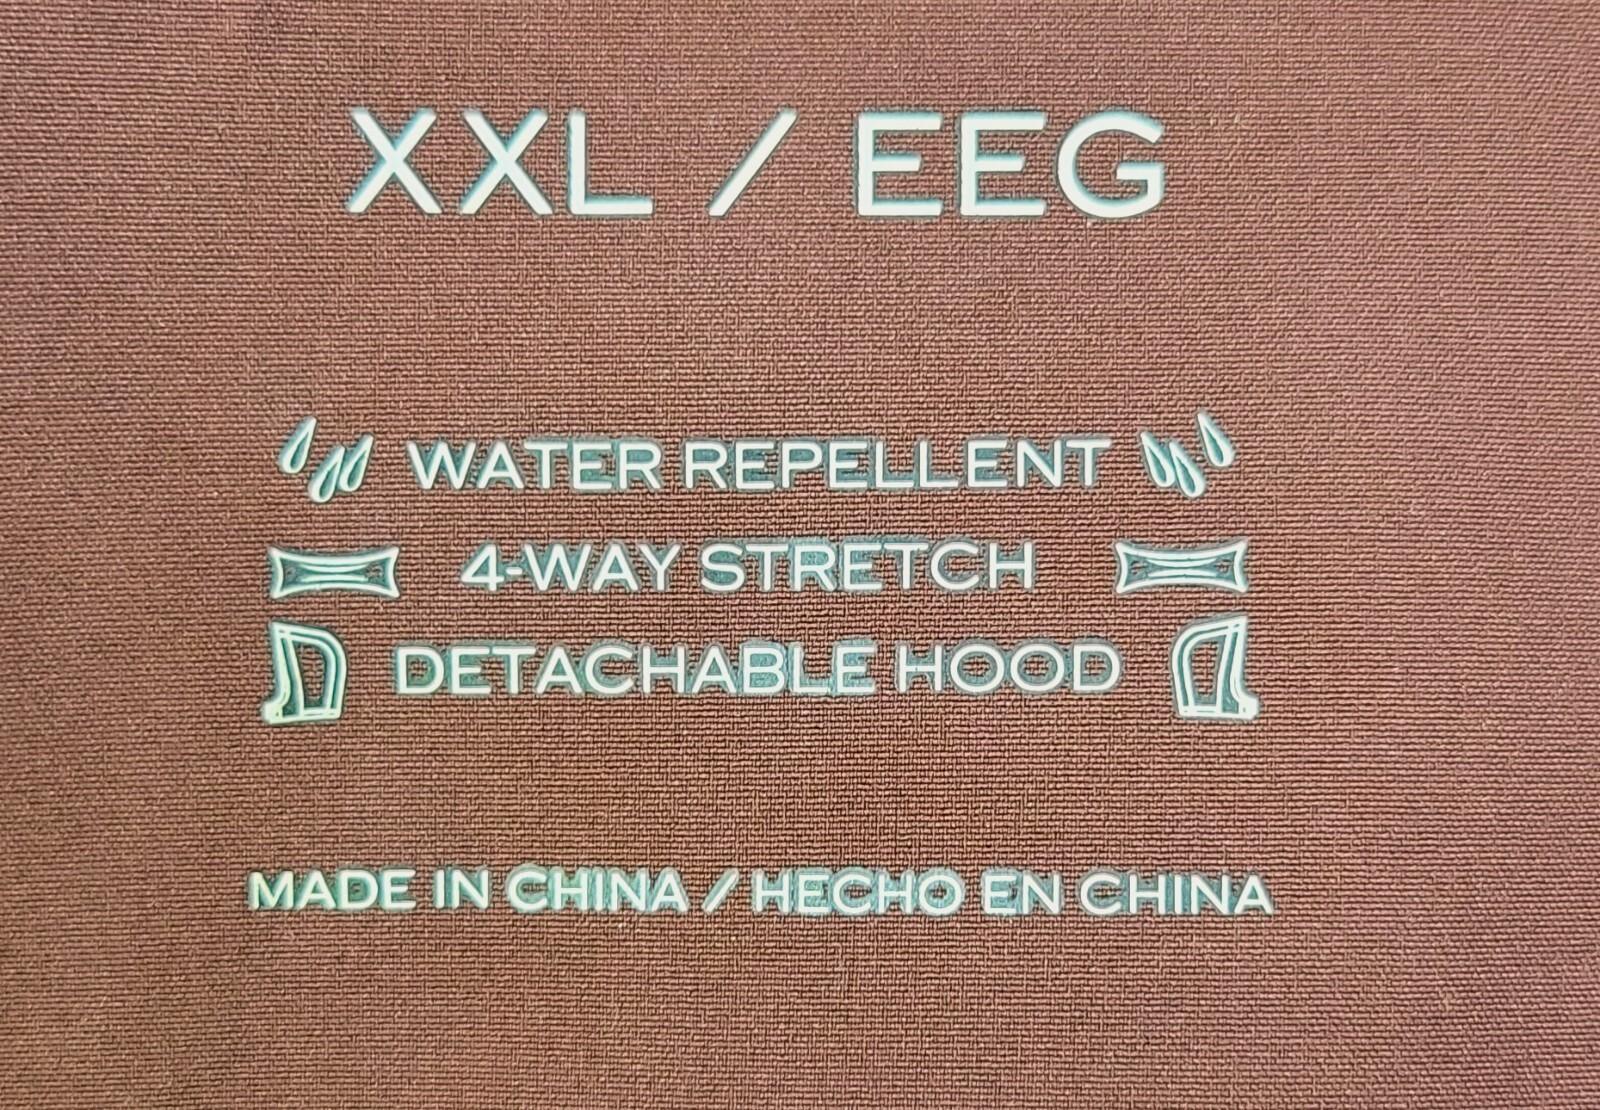 XXL / EEG
WATER REPELLENT
4-WAY STRETCH
DETACHABLE HOOD
MADE IN CHINA / HECHO EN CHINA